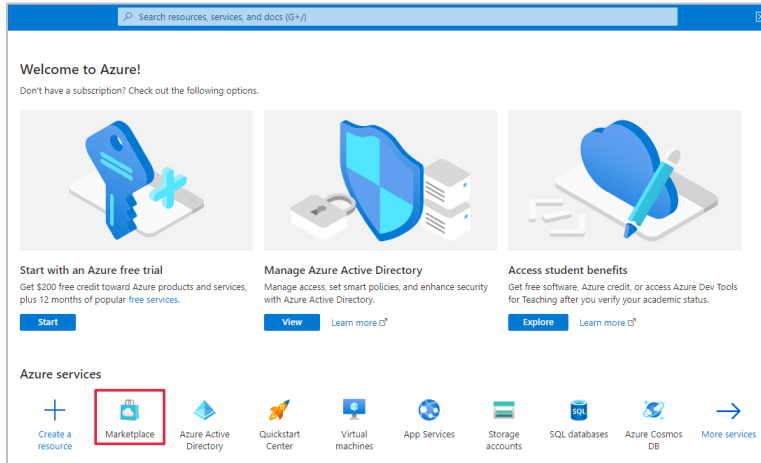 Search resources, services, and docs (G+/)
Welcome to Azure!
Don't have a subscription? Check out the following options.
Start with an Azure free trial
Get $200 free credit toward Azure products and services,
plus 12 months of popular free services.
Start
Manage Azure Active Directory
Manage access, set smart policies, and enhance security
with Azure Active Directory.
View
Learn more
Access student benefits
Get free software, Azure credit, or access Azure Dev Tools
for Teaching after you verify your academic status.
Explore
Learn more
Azure services
Create a
resource
Marketplace
Azure Active
Directory
Quickstart
Center
Virtual
machines
App Services
Storage
accounts
SQL
SQL databases
Azure Cosmos
DB
More services